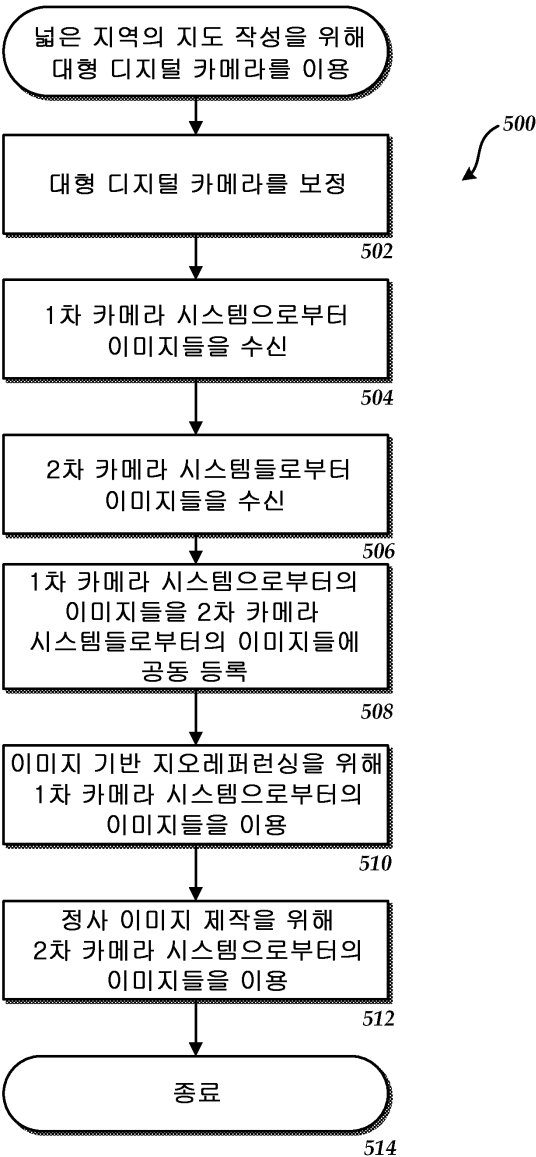 넓은 지역의 지도 작성을 위해
대형 디지털 카메라를 이용
500
대형 디지털 카메라를 보정
502
1차 카메라 시스템으로부터
이미지들을 수신
504
2차 카메라 시스템들로부터
이미지들을 수신
506
1차 카메라 시스템으로부터의
이미지들을 2차 카메라
시스템들로부터의 이미지들에
공동 등록
508
이미지 기반 지오레퍼런싱을 위해
1차 카메라 시스템으로부터의
이미지들을 이용
510
정사 이미지 제작을 위해
2차 카메라 시스템으로부터의
이미지들을 이용
512
종료
514